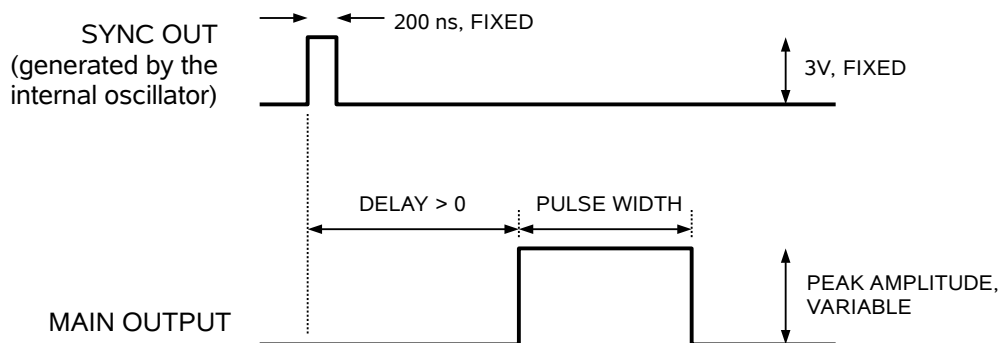 200 ns, FIXED
SYNC OUT
(generated by the
internal oscillator)
3V, FIXED
DELAY > 0
PULSE WIDTH
PEAK AMPLITUDE,
VARIABLE
MAIN OUTPUT